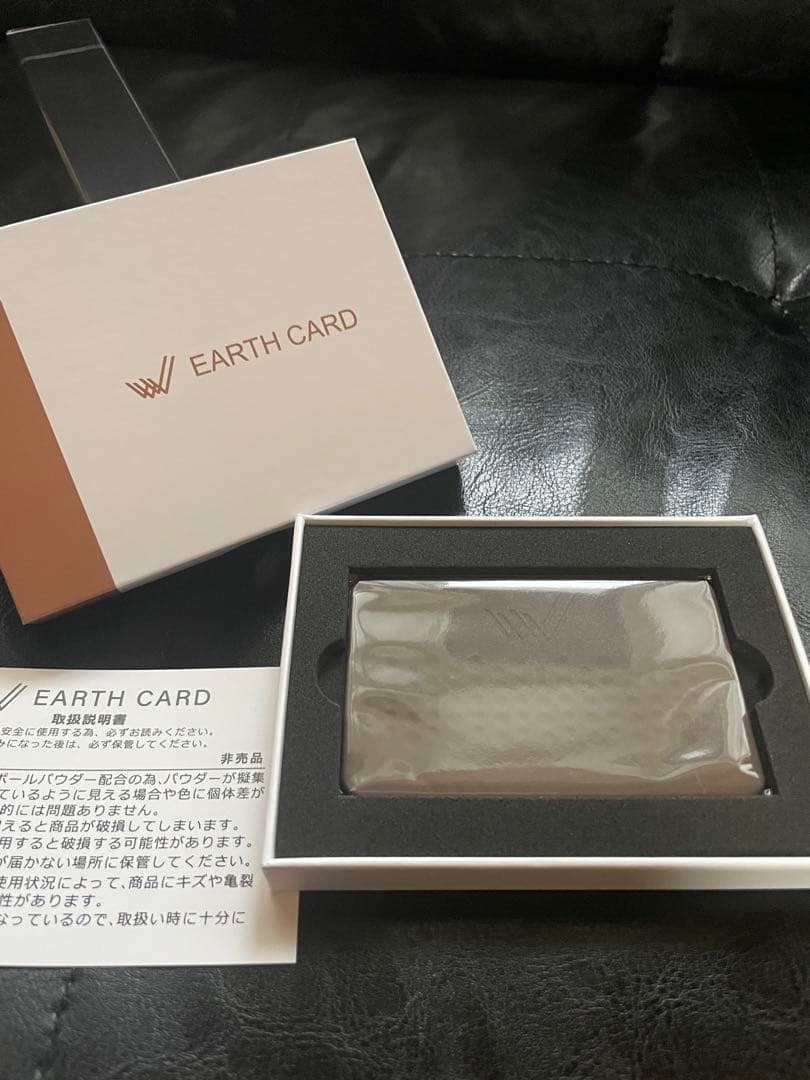 EARTH CARD
EARTH CARD
取扱説明書
安全に使用する為、必ずお読みください。
みになった後は、必ず保管してください。
非売品
ボールパウダー配合の為、パウダーが擬集
ているように見える場合や色に個体差が
的には問題ありません。
えると商品が破損してしまいます。
用すると破損する可能性があります。
が届かない場所に保管してください。
使用状況によって、商品にキズや亀裂
性があります。
なっているので、取扱い時に十分に